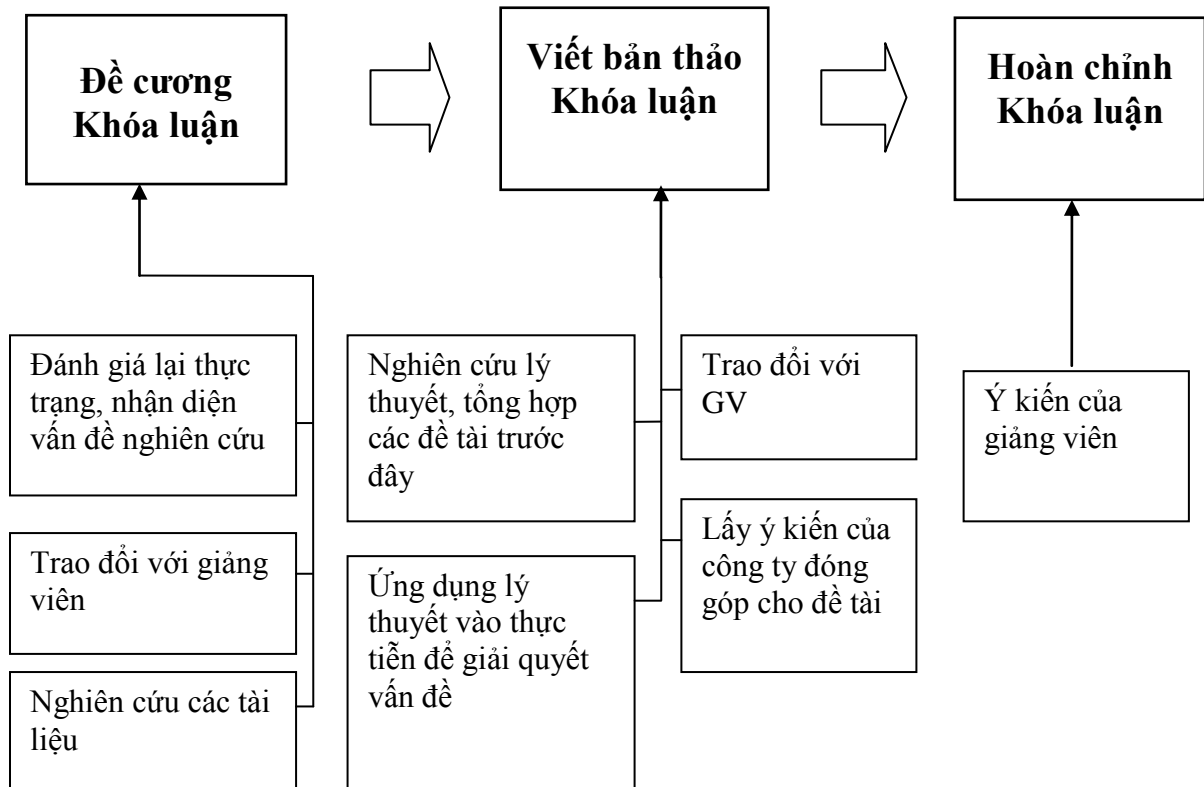 Đề cương
Khóa luận
Viết bản thảo
Khóa luận
Hoàn chỉnh
Khóa luận
Đánh giá lại thực
trạng, nhận diện
vấn đề nghiên cứu
Trao đổi với giảng
viên
Nghiên cứu các tài
liệu
Nghiên cứu lý
thuyết, tổng hợp
các đề tài trước
đây
Ứng dụng lý
thuyết vào thực
tiễn để giải quyết
vấn đề
Trao đổi với
GV
Lấy ý kiến của
công ty đóng
góp cho đề tài
Ý kiến của
giảng viên